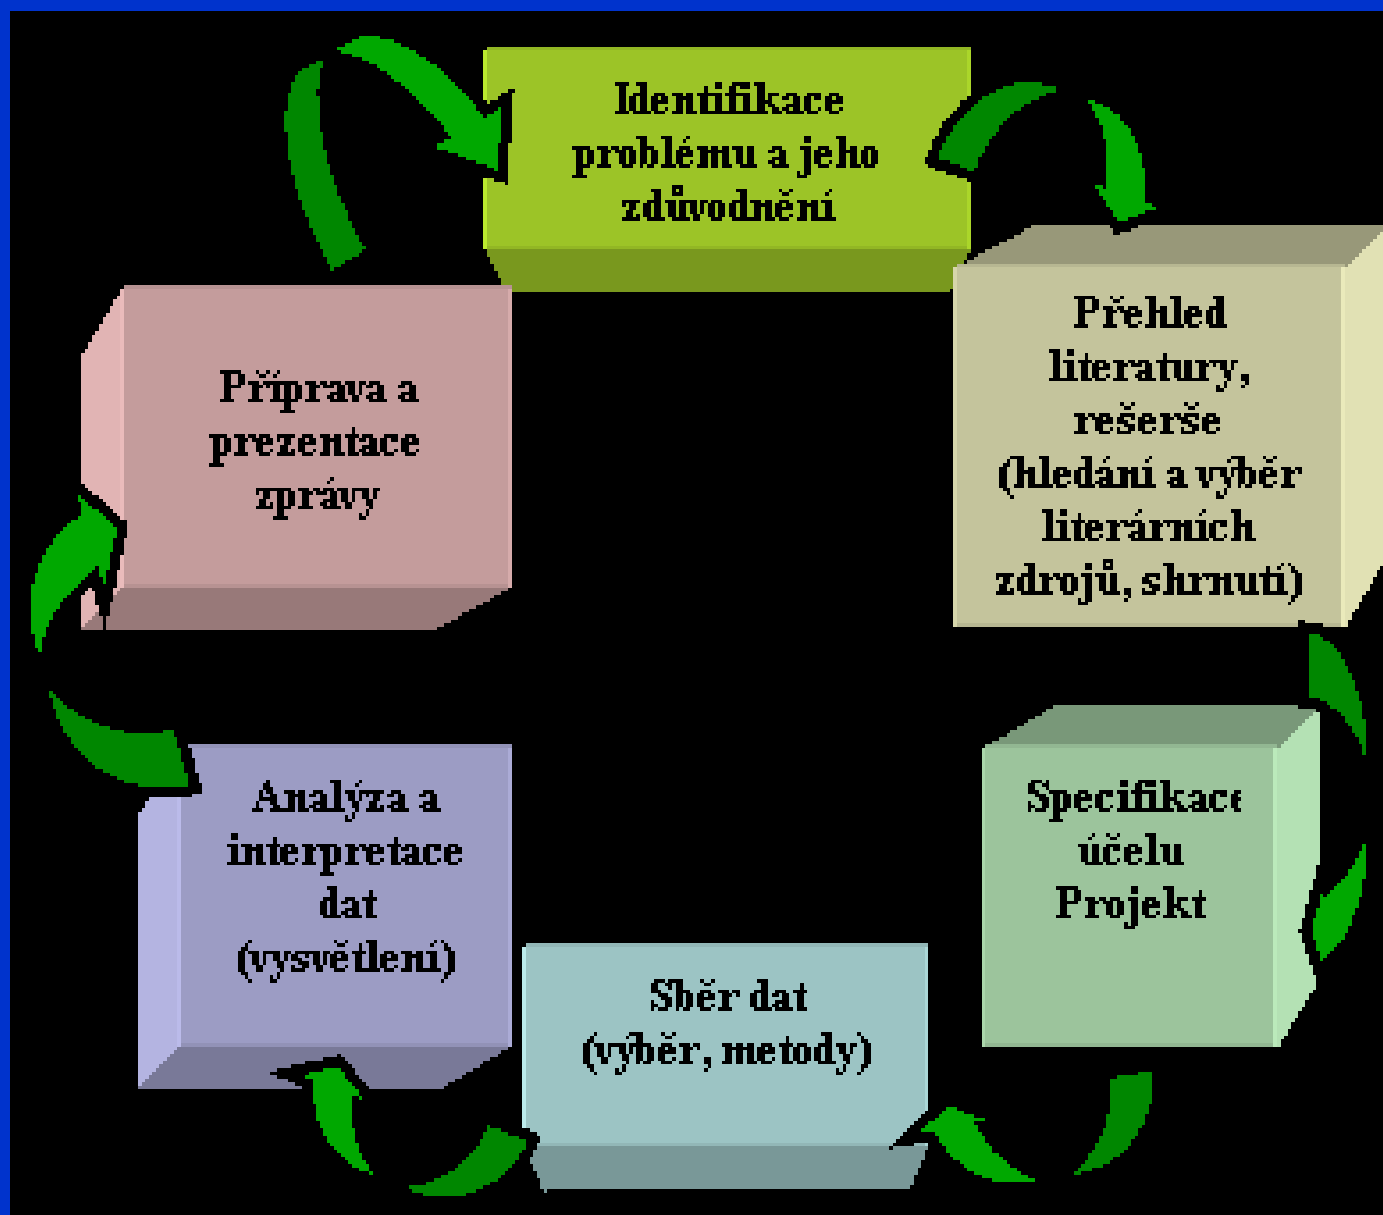 Identifikace
problému a jeho
zdůvodnění
Přehled
literatury,
rešerše
(hledání a výběr
literárních
zdrojů, shrnutí)
Specifikace
účelu
Projekt
Sběr dat
(výběr, metody)
Analýza a
interpretace
dat
(vysvětlení)
Příprava a
prezentace
zprávy